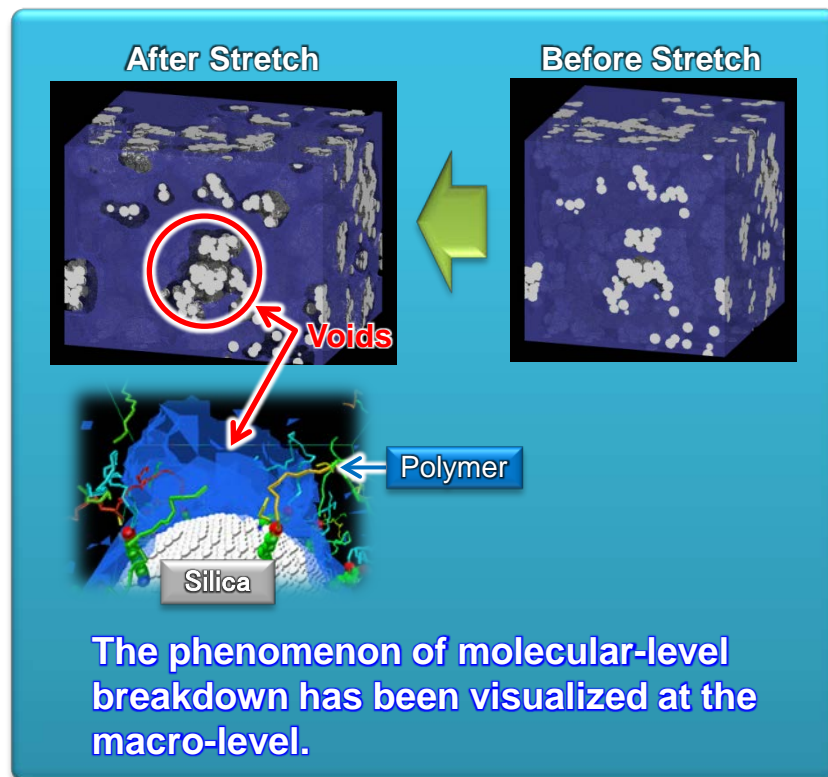 After Stretch
Before Stretch
Voids
Polymer
Silica
The phenomenon of molecular-level
breakdown has been visualized at the
macro-level.